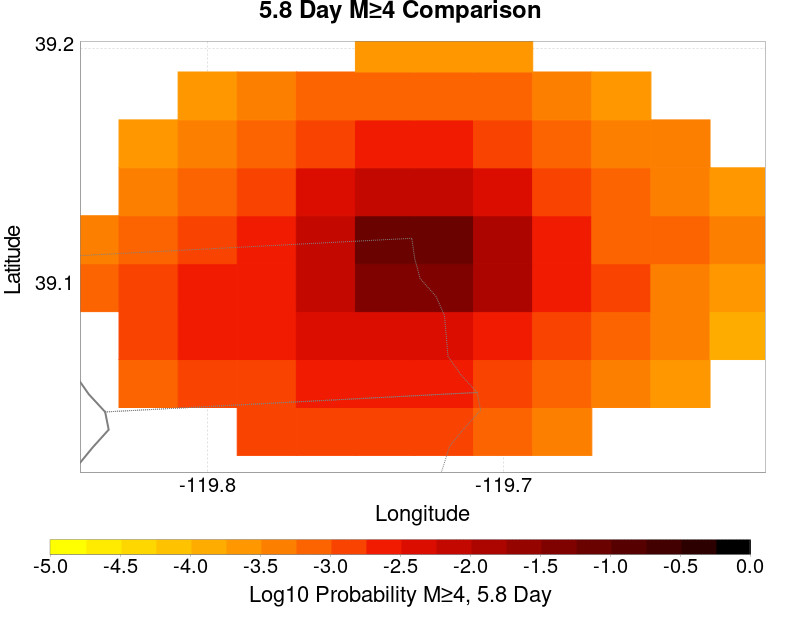 5.8 Day M≥4 Comparison
39.2
39.1
Latitude
-119.8 -119.7
Longitude
-5.0 -4.5 -4.0 -3.5 -3.0 -2.5 -2.0 -1.5 -1.0 -0.5 0.0
Log10 Probability M≥4, 5.8 Day